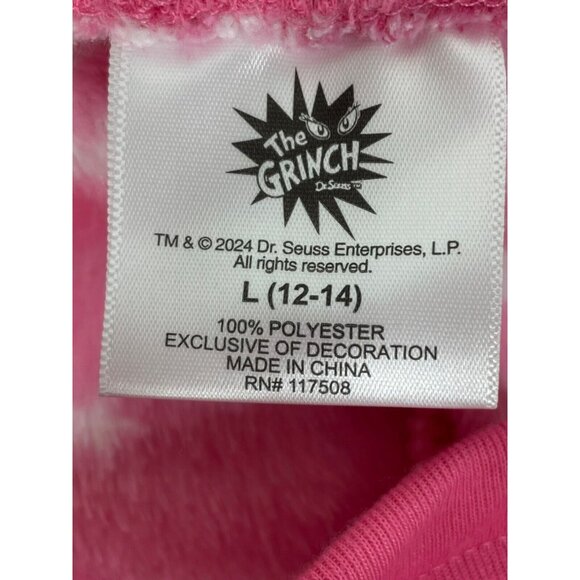 The
GRINCH
Dr. Seuss TM
TM & © 2024 Dr. Seuss Enterprises, L.P.
All rights reserved.
L (12-14)
100% POLYESTER
EXCLUSIVE OF DECORATION
MADE IN CHINA
RN# 117508